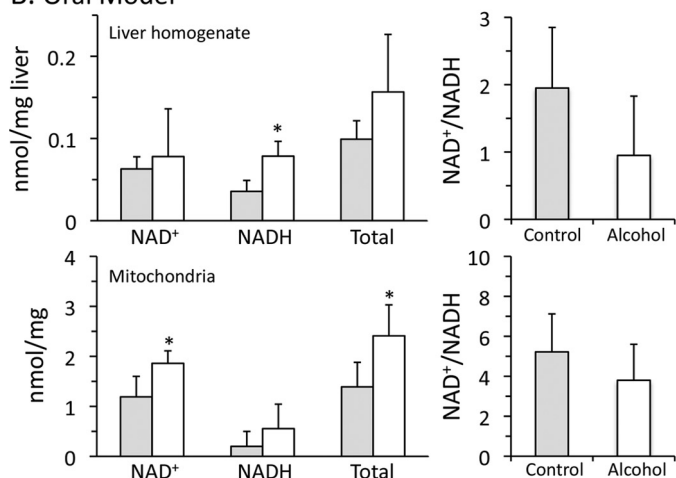 B. Oral Model
Liver homogenate
nmol/mg liver
0.2
0.1
0
*
NAD⁺ NADH Total
NAD⁺/NADH
3
2
1
0
Control Alcohol
Mitochondria
nmol/mg
4
3
2
1
0
* *
NAD⁺ NADH Total
NAD⁺/NADH
10
8
6
4
2
0
Control Alcohol